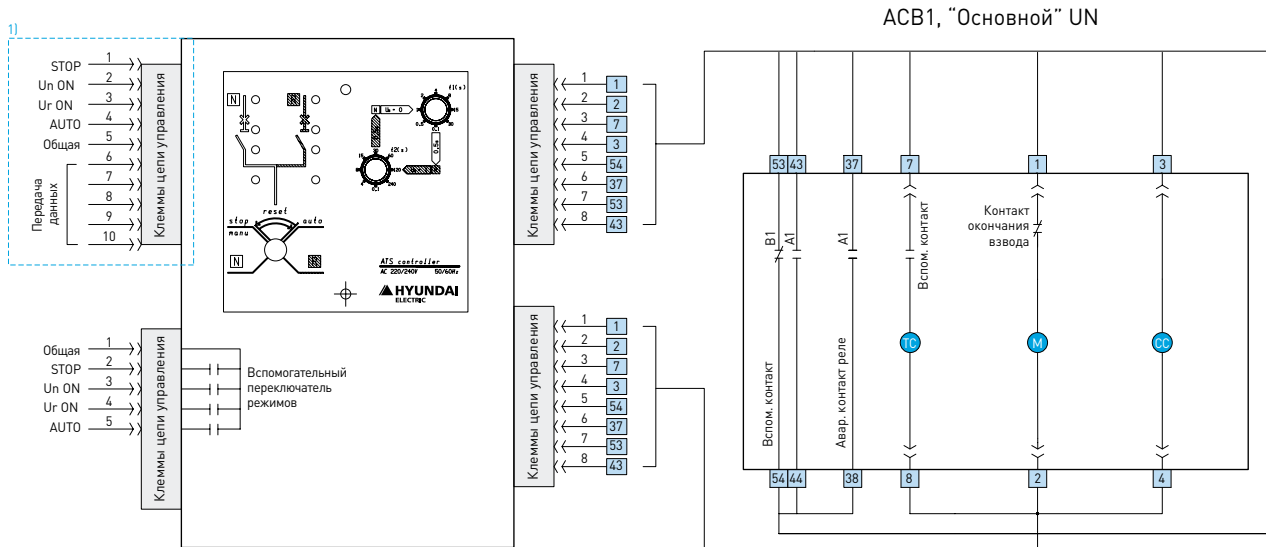 ACB1, “Основной” UN
1)
STOP 1
Un ON 2
Ur ON 3
AUTO 4
Общая 5
6
7
8
9
10
Передача
данных
Клеммы цепи управления
N
R
f1(s)
N Un = 0
0,5s
f2(s)
reset
stop
auto
manu
N
R
ATS controller
AC 220/240V 50/60Hz
HYUNDAI
ELECTRIC
Клеммы цепи управления
1 1
2 2
3 7
4 3
5 54
6 37
7 53
8 43
Общая 1
STOP 2
Un ON 3
Ur ON 4
AUTO 5
Клеммы цепи управления
Вспомогательный
переключатель
режимов
Клеммы цепи управления
1 1
2 2
3 7
4 3
5 54
6 37
7 53
8 43
53 43 37 7 1 3
B1
A1
A1
Вспом. контакт
Контакт
окончания
взвода
TC
M
CC
Вспом. контакт
Авар. контакт реле
54 44 38 8 2 4